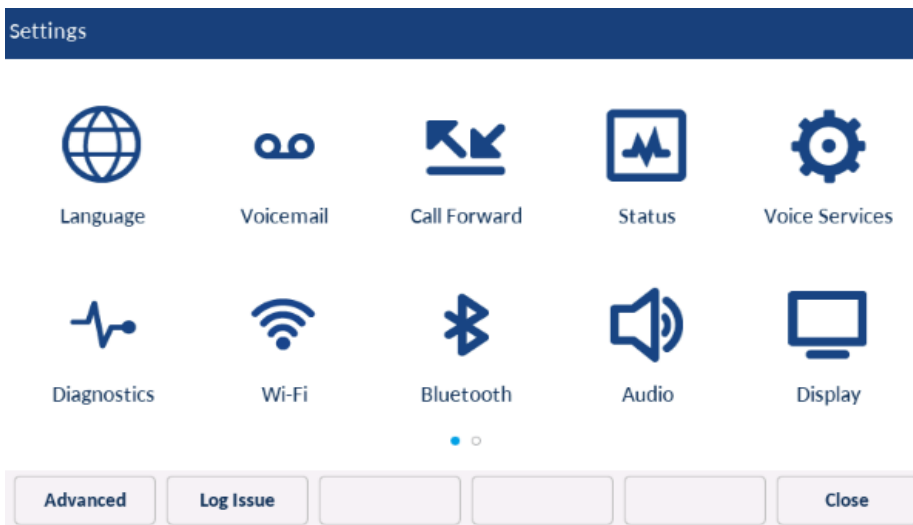 Settings
Language Voicemail Call Forward Status Voice Services
Diagnostics Wi-Fi Bluetooth Audio Display
Advanced Log Issue Close